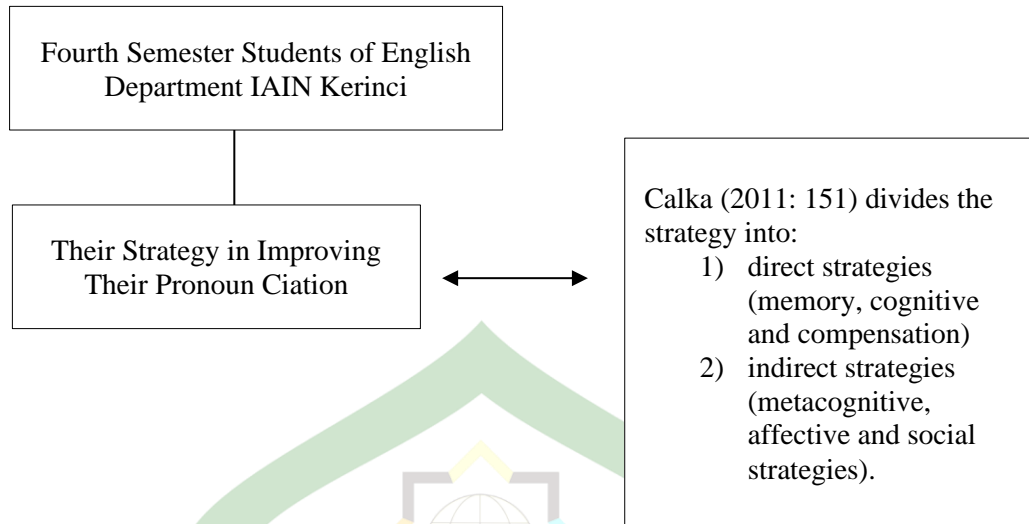 Fourth Semester Students of English
Department IAIN Kerinci
Their Strategy in Improving
Their Pronoun Ciation
Calka (2011: 151) divides the
strategy into:
1) direct strategies
(memory, cognitive
and compensation)
2) indirect strategies
(metacognitive,
affective and social
strategies).